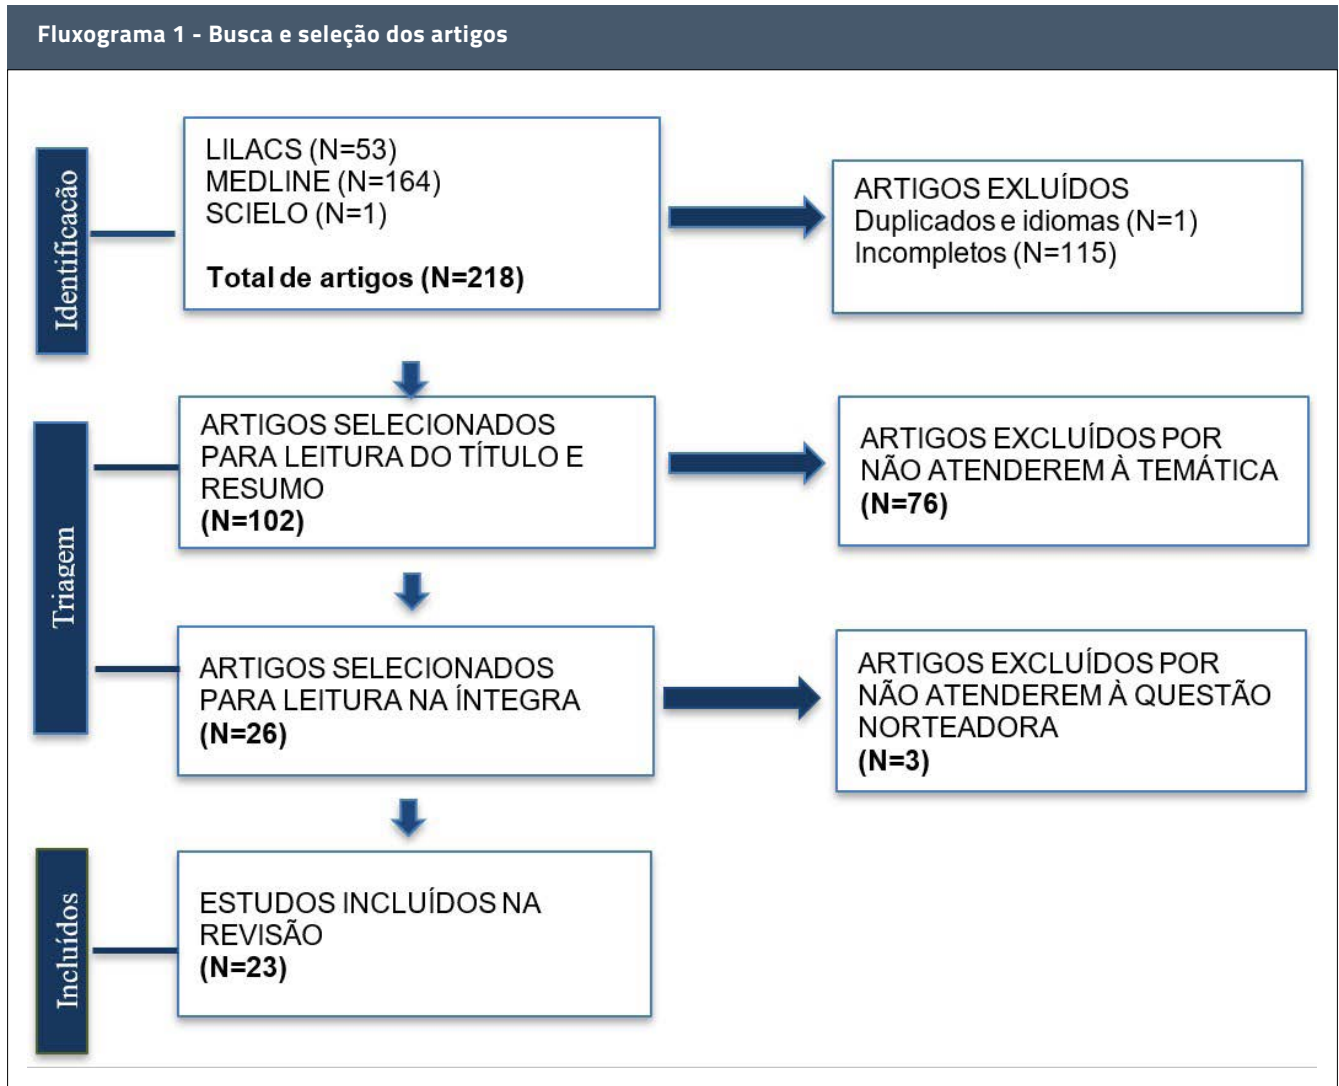 Fluxograma 1 - Busca e seleção dos artigos
Identificação
LILACS (N=53)
MEDLINE (N=164)
SCIELO (N=1)
Total de artigos (N=218)
ARTIGOS EXLUÍDOS
Duplicados e idiomas (N=1)
Incompletos (N=115)
Triagem
ARTIGOS SELECIONADOS
PARA LEITURA DO TÍTULO E
RESUMO
(N=102)
ARTIGOS EXCLUÍDOS POR
NÃO ATENDEREM À TEMÁTICA
(N=76)
ARTIGOS SELECIONADOS
PARA LEITURA NA ÍNTEGRA
(N=26)
ARTIGOS EXCLUÍDOS POR
NÃO ATENDEREM À QUESTÃO
NORTEADORA
(N=3)
Incluídos
ESTUDOS INCLUÍDOS NA
REVISÃO
(N=23)